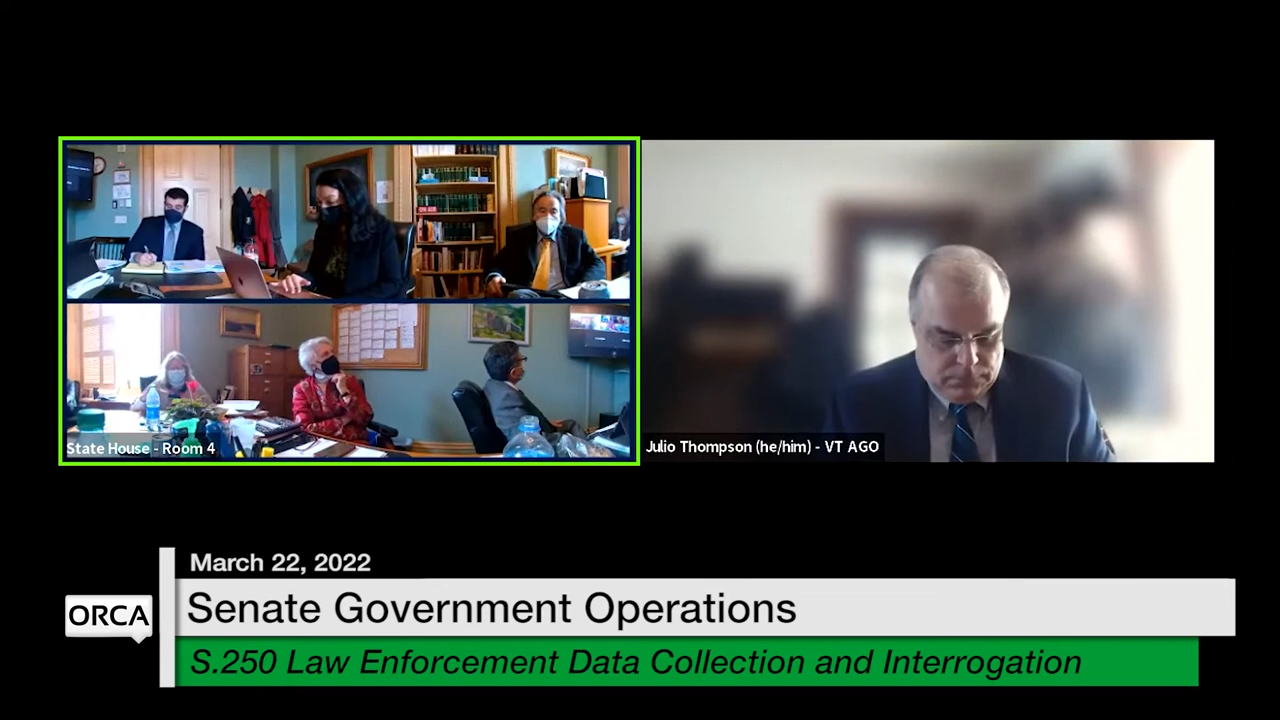 State House - Room 4
Julio Thompson (he/him) - VT AGO
March 22, 2022
ORCA
Senate Government Operations
S.250 Law Enforcement Data Collection and Interrogation